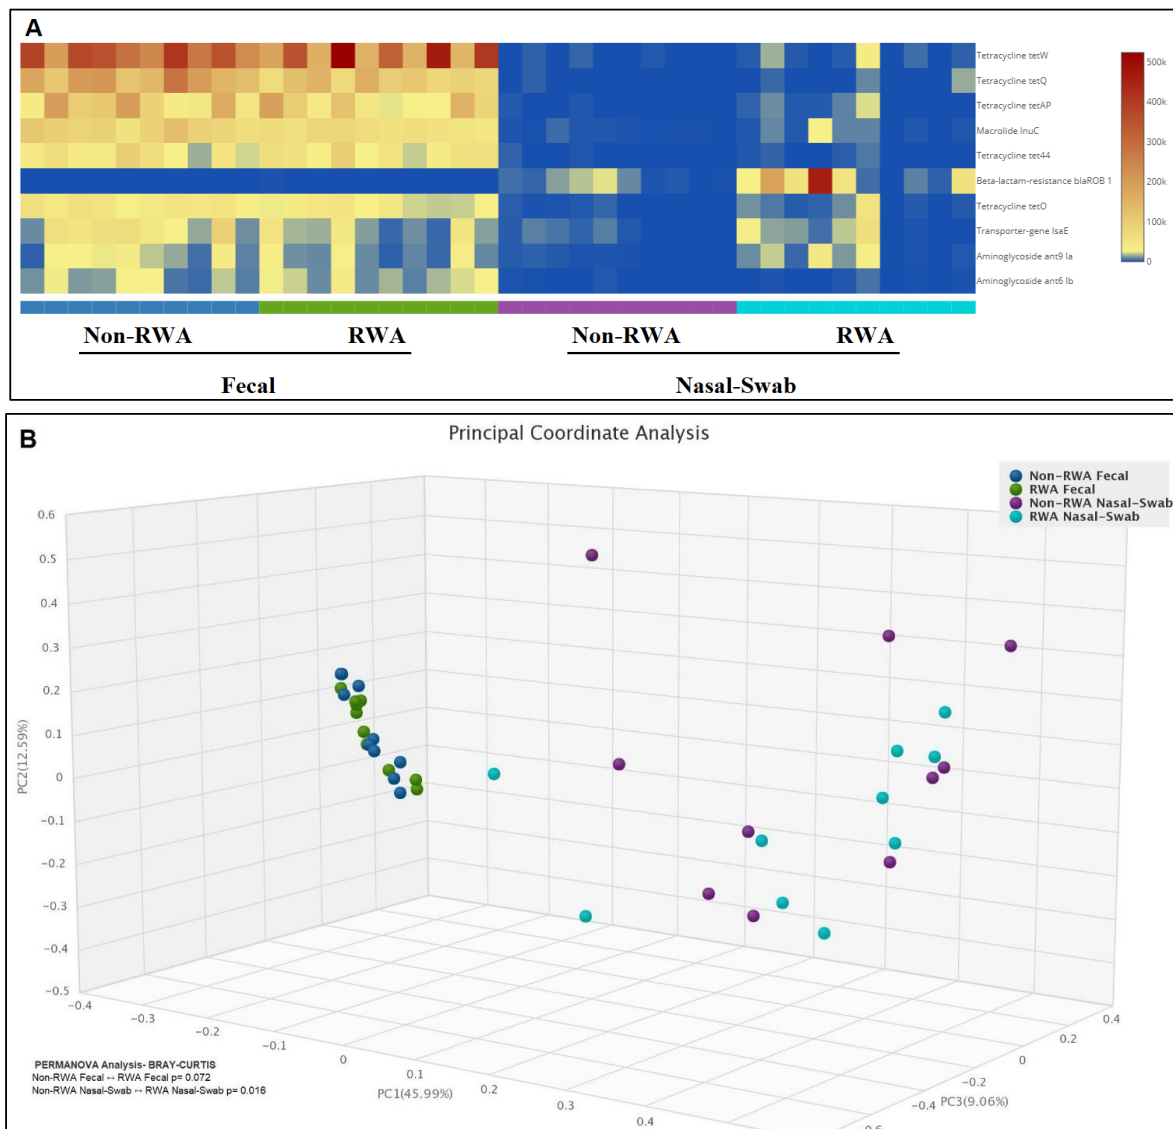 A
Tetracycline tetW
Tetracycline tetQ
Tetracycline tetAP
Macrolide lnuC
Tetracycline tet44
Beta-lactam-resistance blaROB 1
Tetracycline tetO
Transporter-gene lsaE
Aminoglycoside ant9 Ia
Aminoglycoside ant6 Ib
500k
400k
300k
200k
100k
0
Non-RWA RWA Non-RWA RWA
Fecal Nasal-Swab
B
Principal Coordinate Analysis
Non-RWA Fecal
RWA Fecal
Non-RWA Nasal-Swab
RWA Nasal-Swab
0.6
0.5
0.4
0.3
0.2
0.1
0
−0.1
−0.2
−0.3
−0.4
−0.5
PC2(12.59%)
−0.4
−0.3
−0.2
−0.1
0
0.1
0.2
0.3
0.4
PC1(45.99%)
0.4
0.2
0
−0.2
−0.4
PC3(9.06%)
PERMANOVA Analysis- BRAY-CURTIS
Non-RWA Fecal ↔ RWA Fecal p= 0.072
Non-RWA Nasal-Swab ↔ RWA Nasal-Swab p= 0.016